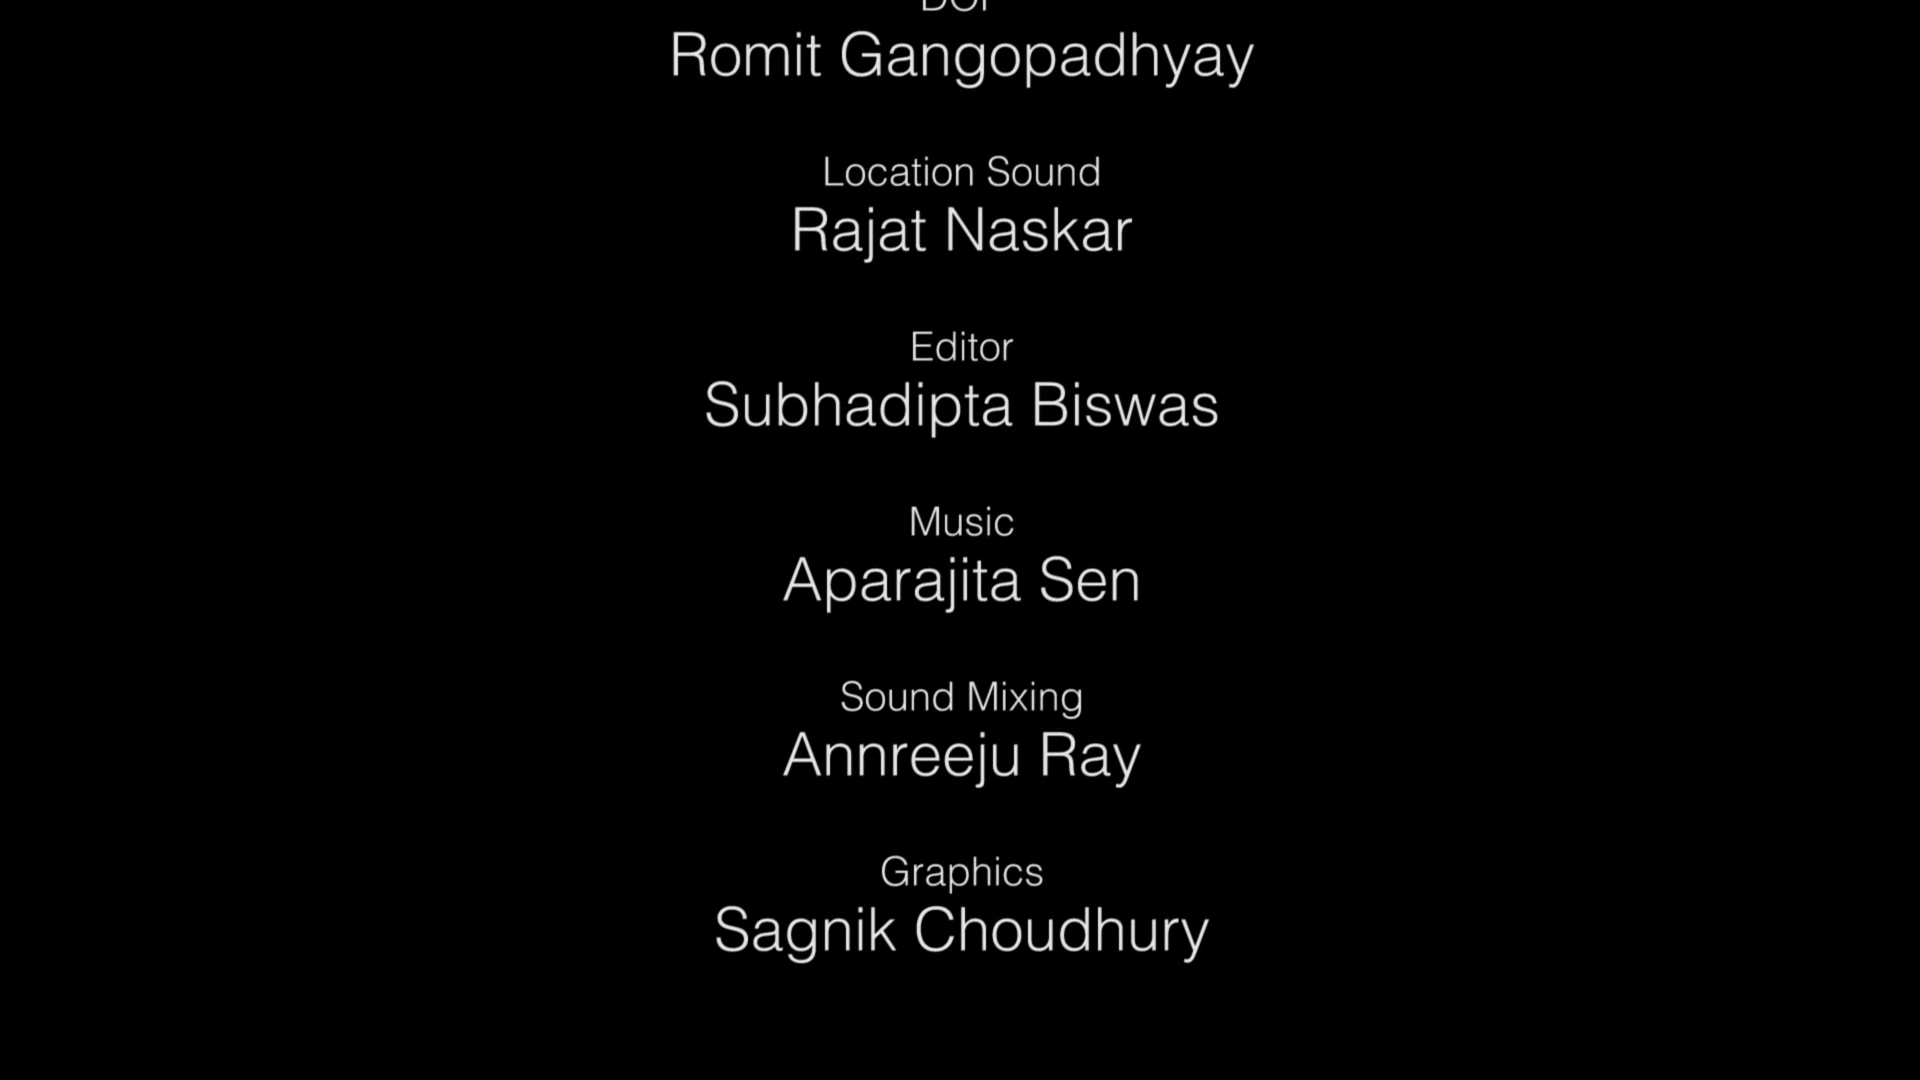 DOP
Romit Gangopadhyay
Location Sound
Rajat Naskar
Editor
Subhadipta Biswas
Music
Aparajita Sen
Sound Mixing
Annreeju Ray
Graphics
Sagnik Choudhury